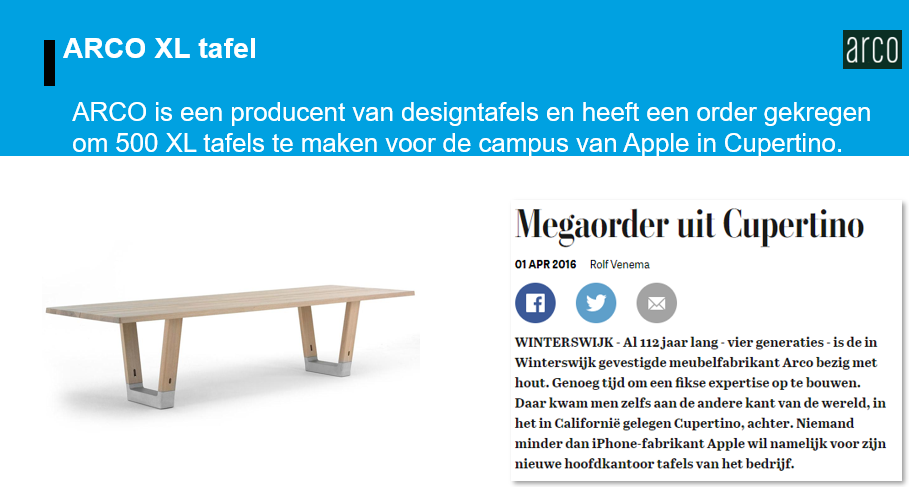 ARCO XL tafel
arco
ARCO is een producent van designtafels en heeft een order gekregen
om 500 XL tafels te maken voor de campus van Apple in Cupertino.
Megaorder uit Cupertino
01 APR 2016 Rolf Venema
WINTERSWIJK - Al 112 jaar lang - vier generaties - is de in
Winterswijk gevestigde meubelfabrikant Arco bezig met
hout. Genoeg tijd om een fikse expertise op te bouwen.
Daar kwam men zelfs aan de andere kant van de wereld, in
het in Californië gelegen Cupertino, achter. Niemand
minder dan iPhone-fabrikant Apple wil namelijk voor zijn
nieuwe hoofdkantoor tafels van het bedrijf.